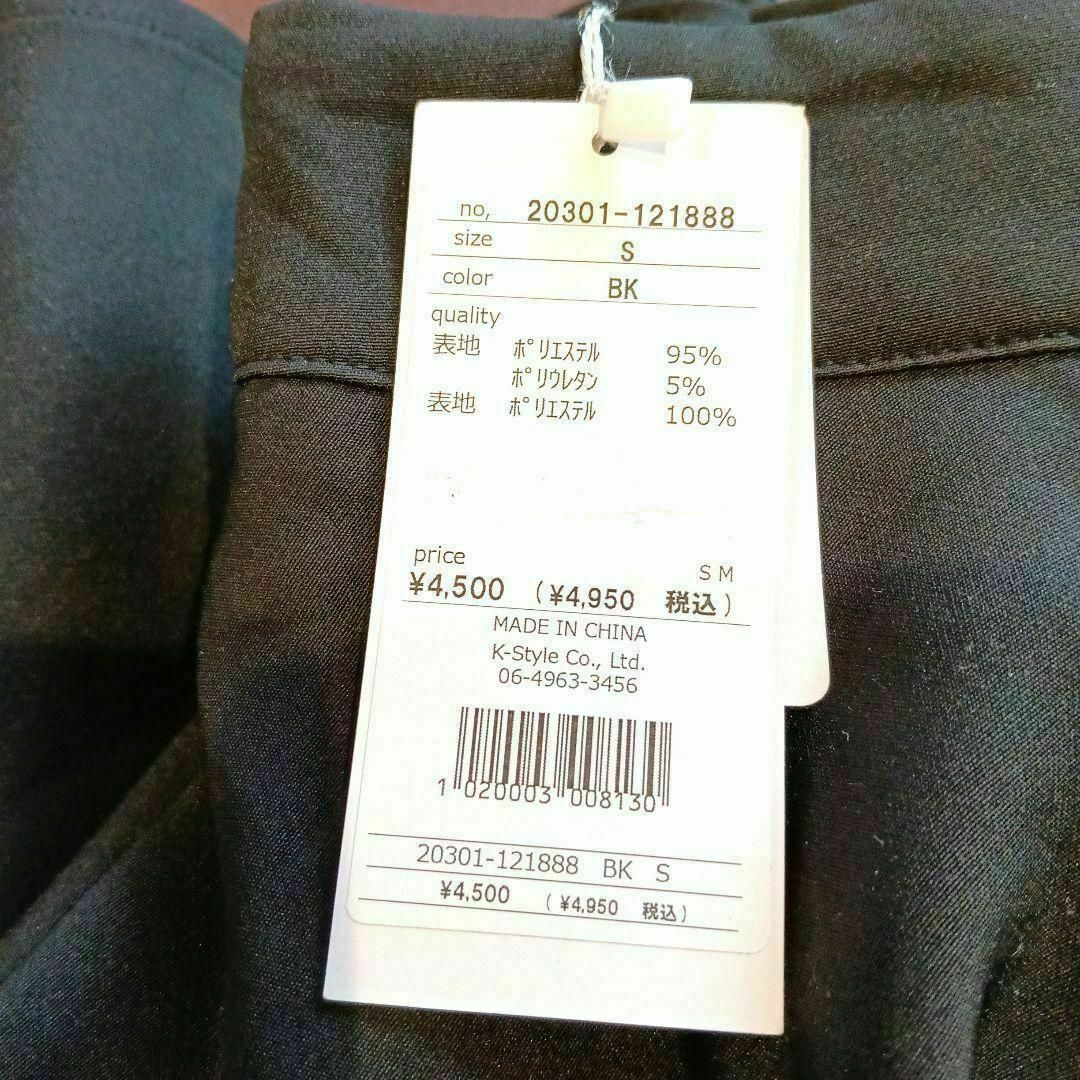 no, 20301-121888
size S
color BK
quality
表地 ポリエステル 95%
ポリウレタン 5%
表地 ポリエステル 100%
price S M
¥4,500 (¥4,950 税込)
MADE IN CHINA
K-Style Co., Ltd.
06-4963-3456
1 020003 008130
20301-121888 BK S
¥4,500 (¥4,950 税込)